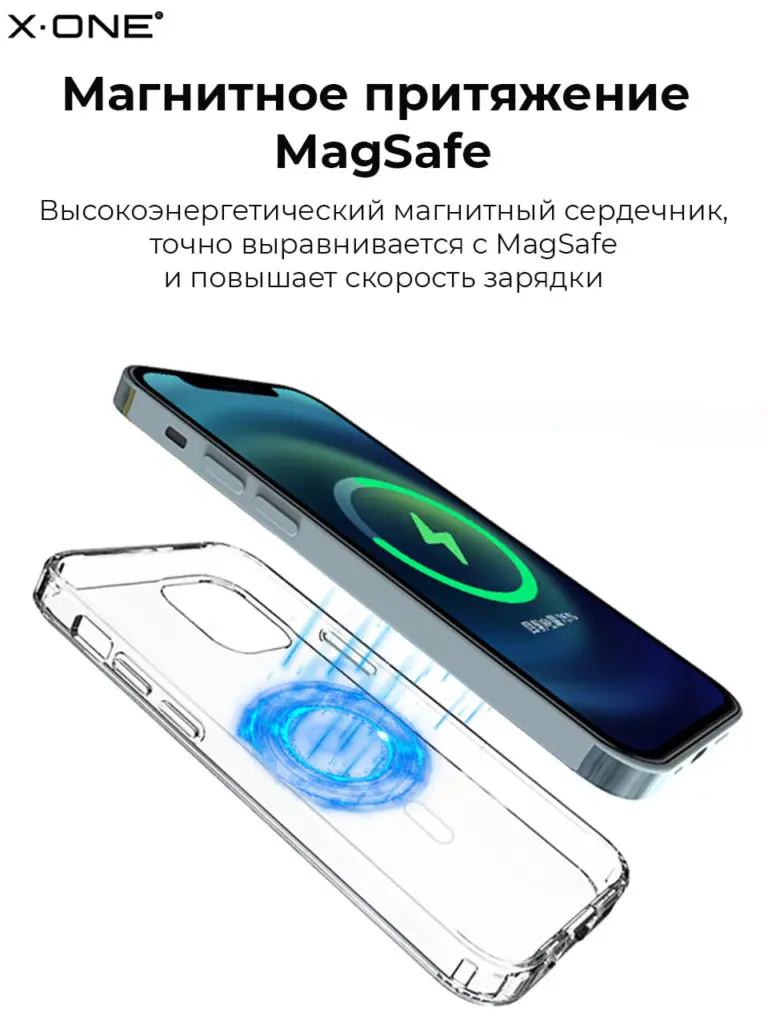 X·ONE®
Магнитное притяжение
MagSafe
Высокоэнергетический магнитный сердечник,
точно выравнивается с MagSafe
и повышает скорость зарядки